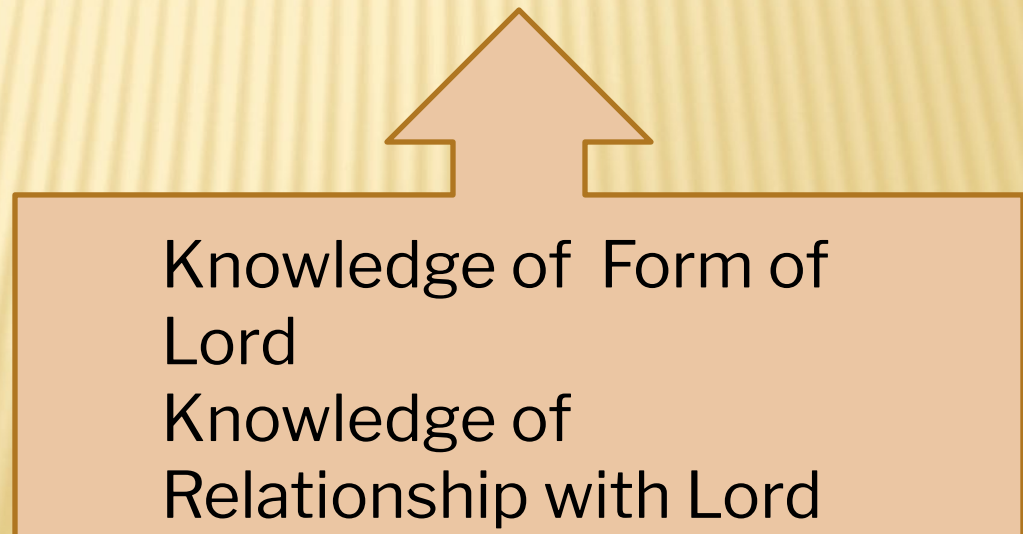 Knowledge of  Form of
Lord
Knowledge of
Relationship with Lord